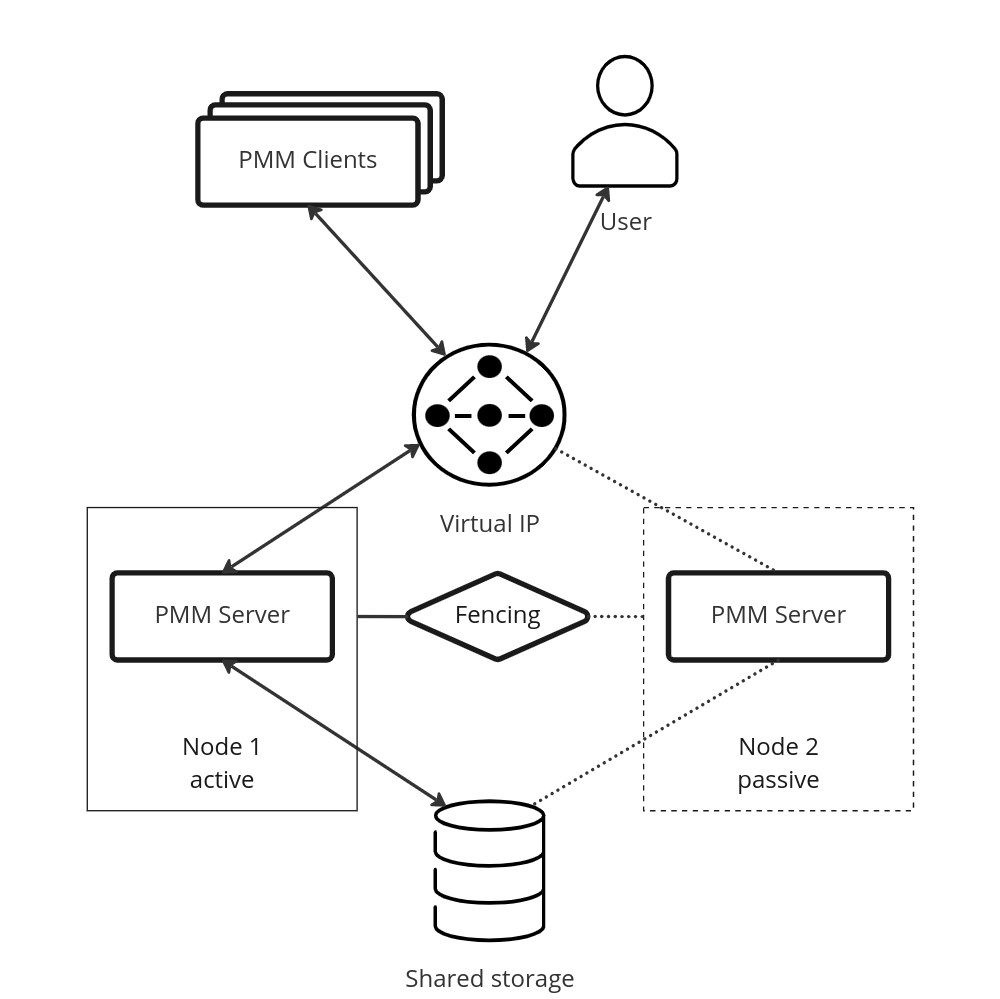 PMM Clients
User
Virtual IP
PMM Server
Fencing
PMM Server
Node 1
active
Node 2
passive
Shared storage